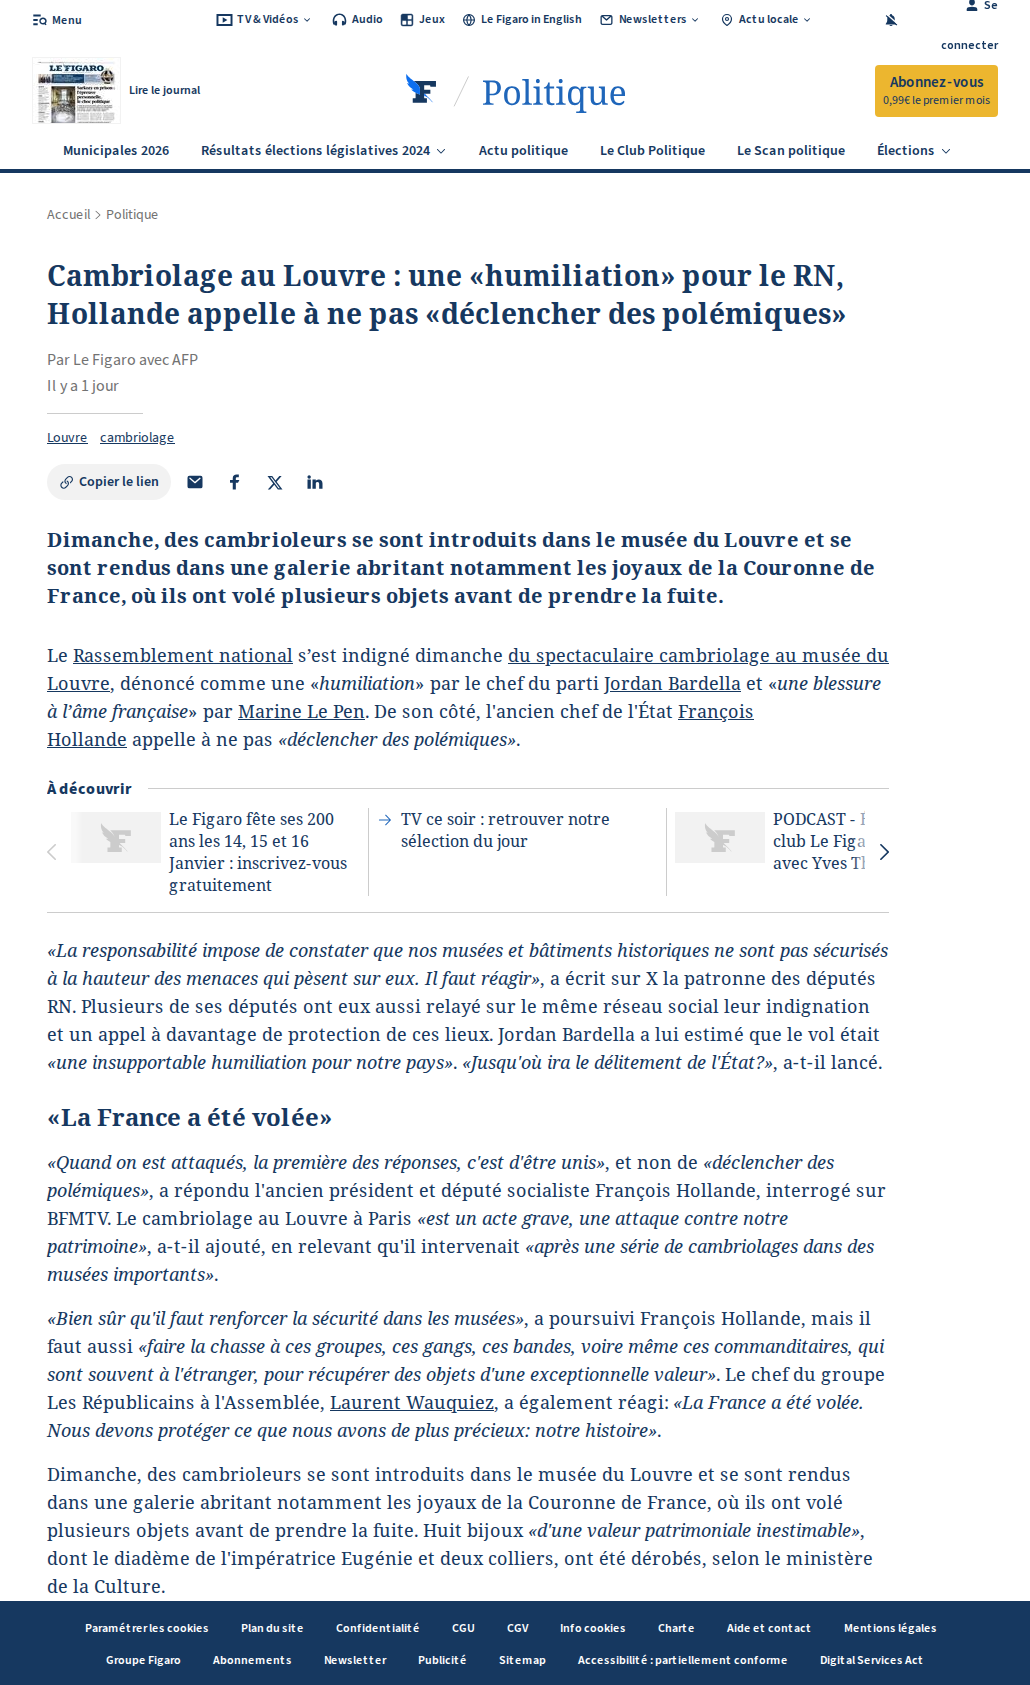 Menu
TV & Vidéos
Audio
Jeux
Le Figaro in English
Newsletters
Actu locale
Se connecter
LE FIGARO
Sarkozy en prison : l'épreuve personnelle, le choc politique
Lire le journal
Politique
Abonnez-vous
0,99€ le premier mois
Municipales 2026
Résultats élections législatives 2024
Actu politique
Le Club Politique
Le Scan politique
Élections
Accueil > Politique
Cambriolage au Louvre : une «humiliation» pour le RN,
Hollande appelle à ne pas «déclencher des polémiques»
Par Le Figaro avec AFP
Il y a 1 jour
Louvre cambriolage
Copier le lien
Dimanche, des cambrioleurs se sont introduits dans le musée du Louvre et se
sont rendus dans une galerie abritant notamment les joyaux de la Couronne de
France, où ils ont volé plusieurs objets avant de prendre la fuite.
Le Rassemblement national s’est indigné dimanche du spectaculaire cambriolage au musée du
Louvre, dénoncé comme une «humiliation» par le chef du parti Jordan Bardella et «une blessure
à l’âme française» par Marine Le Pen. De son côté, l'ancien chef de l'État François
Hollande appelle à ne pas «déclencher des polémiques».
À découvrir
Le Figaro fête ses 200
ans les 14, 15 et 16
Janvier : inscrivez-vous
gratuitement
TV ce soir : retrouver notre
sélection du jour
PODCAST -
club Le Figa
avec Yves Th
«La responsabilité impose de constater que nos musées et bâtiments historiques ne sont pas sécurisés
à la hauteur des menaces qui pèsent sur eux. Il faut réagir», a écrit sur X la patronne des députés
RN. Plusieurs de ses députés ont eux aussi relayé sur le même réseau social leur indignation
et un appel à davantage de protection de ces lieux. Jordan Bardella a lui estimé que le vol était
«une insupportable humiliation pour notre pays». «Jusqu'où ira le délitement de l'État?», a-t-il lancé.
«La France a été volée»
«Quand on est attaqués, la première des réponses, c'est d'être unis», et non de «déclencher des
polémiques», a répondu l'ancien président et député socialiste François Hollande, interrogé sur
BFMTV. Le cambriolage au Louvre à Paris «est un acte grave, une attaque contre notre
patrimoine», a-t-il ajouté, en relevant qu'il intervenait «après une série de cambriolages dans des
musées importants».
«Bien sûr qu'il faut renforcer la sécurité dans les musées», a poursuivi François Hollande, mais il
faut aussi «faire la chasse à ces groupes, ces gangs, ces bandes, voire même ces commanditaires, qui
sont souvent à l'étranger, pour récupérer des objets d'une exceptionnelle valeur». Le chef du groupe
Les Républicains à l'Assemblée, Laurent Wauquiez, a également réagi: «La France a été volée.
Nous devons protéger ce que nous avons de plus précieux: notre histoire».
Dimanche, des cambrioleurs se sont introduits dans le musée du Louvre et se sont rendus
dans une galerie abritant notamment les joyaux de la Couronne de France, où ils ont volé
plusieurs objets avant de prendre la fuite. Huit bijoux «d'une valeur patrimoniale inestimable»,
dont le diadème de l'impératrice Eugénie et deux colliers, ont été dérobés, selon le ministère
de la Culture.
Paramétrer les cookies
Plan du site
Confidentialité
CGU
CGV
Info cookies
Charte
Aide et contact
Mentions légales
Groupe Figaro
Abonnements
Newsletter
Publicité
Sitemap
Accessibilité : partiellement conforme
Digital Services Act